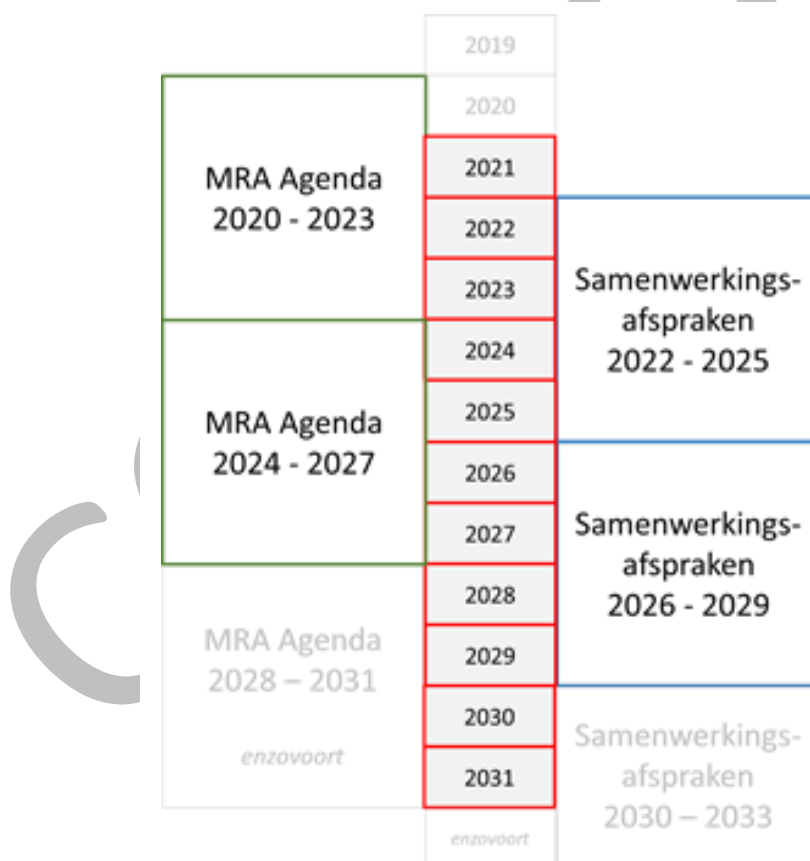 MRA Agenda
2020 - 2023
MRA Agenda
2024 - 2027
MRA Agenda
2028 – 2031
enzovoort
2019
2020
2021
2022
2023
2024
2025
2026
2027
2028
2029
2030
2031
enzovoort
Samenwerkings-
afspraken
2022 - 2025
Samenwerkings-
afspraken
2026 - 2029
Samenwerkings-
afspraken
2030 – 2033